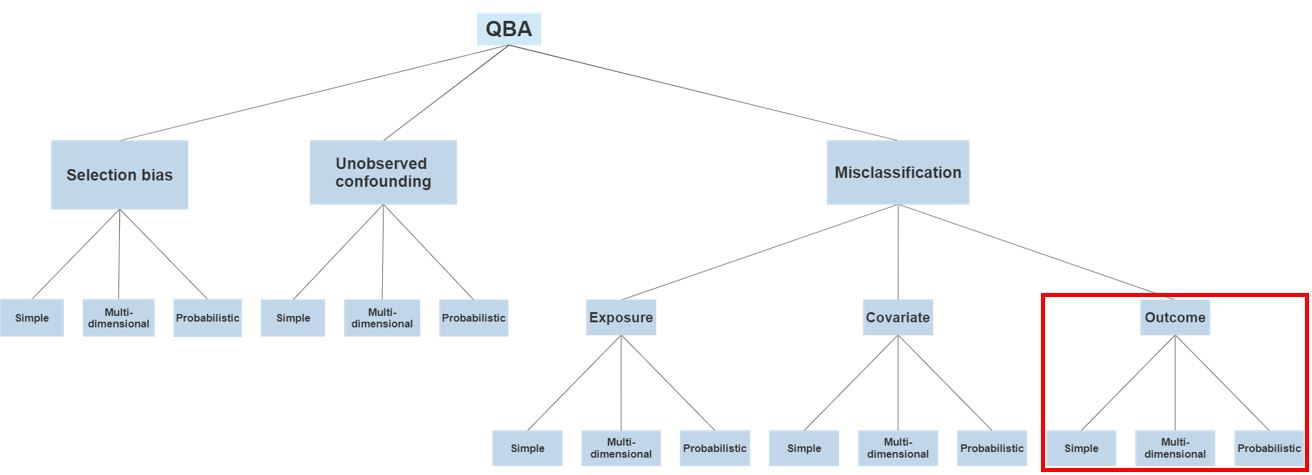 QBA
Selection bias
Unobserved
confounding
Misclassification
Simple
Multi-
dimensional
Probabilistic
Simple
Multi-
dimensional
Probabilistic
Exposure
Covariate
Outcome
Simple
Multi-
dimensional
Probabilistic
Simple
Multi-
dimensional
Probabilistic
Simple
Multi-
dimensional
Probabilistic